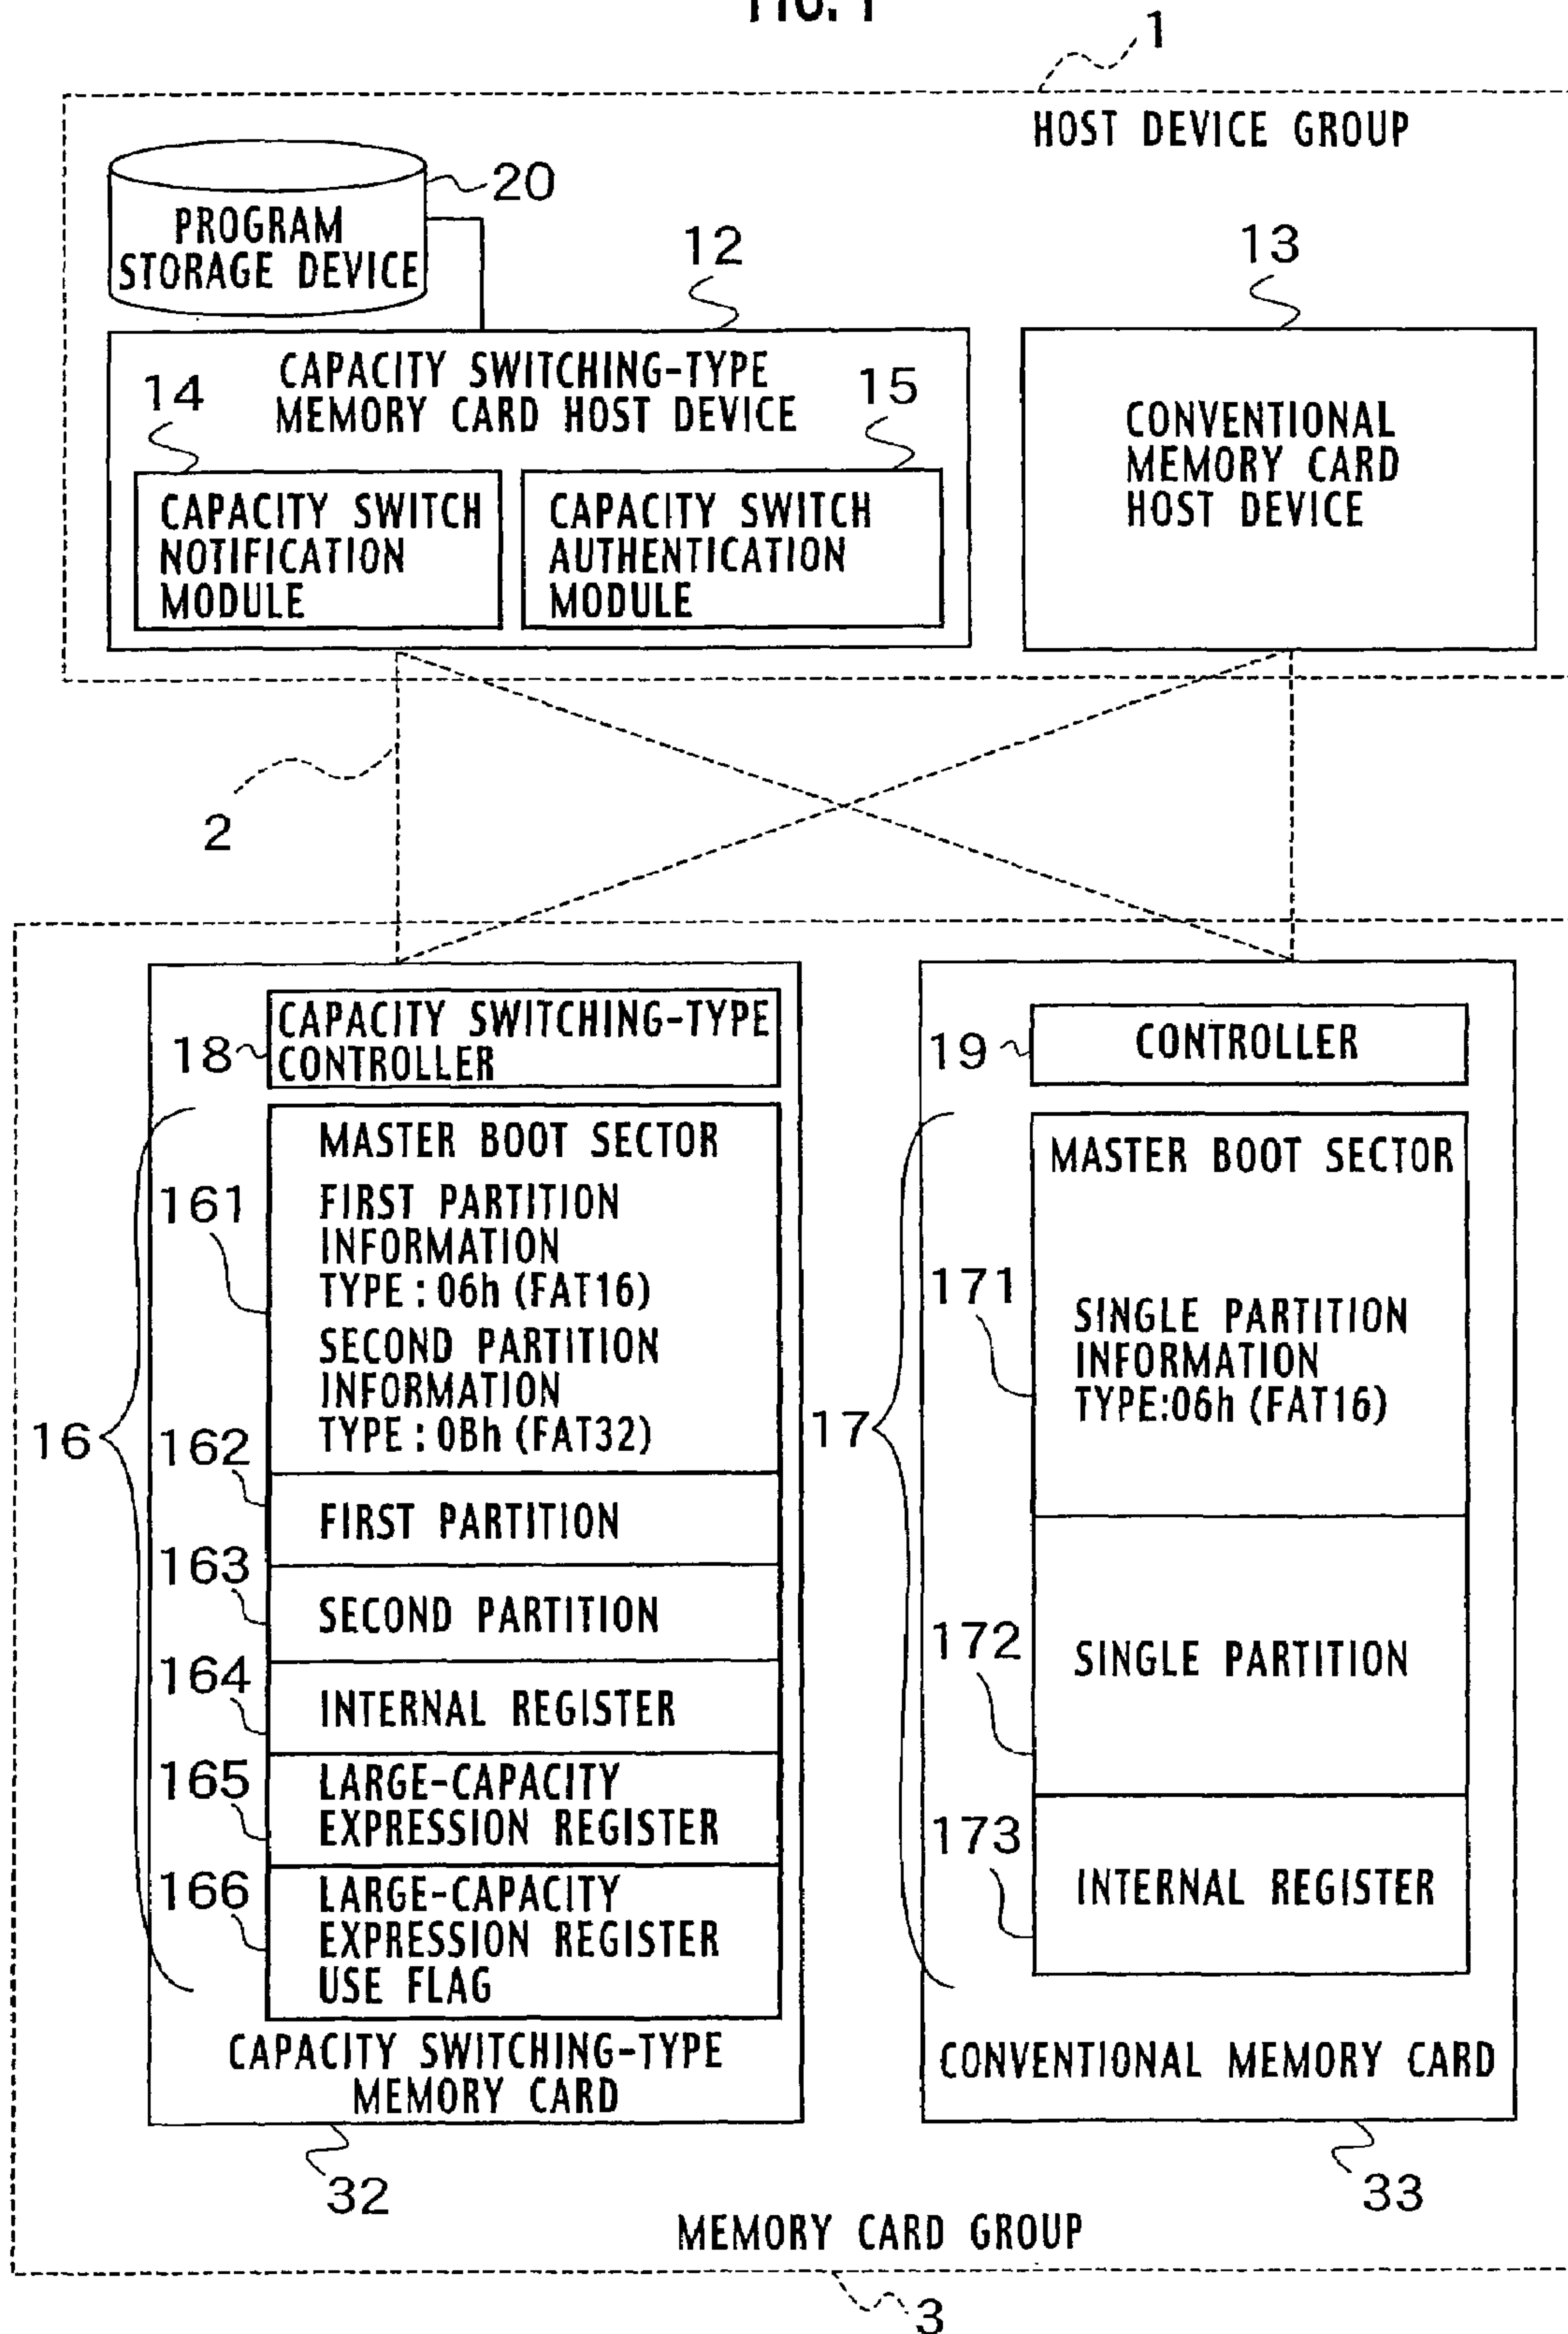 FIG. 1
1
HOST DEVICE GROUP
20
PROGRAM
STORAGE DEVICE
12
13
CAPACITY SWITCHING-TYPE
MEMORY CARD HOST DEVICE
14
15
CAPACITY SWITCH
NOTIFICATION
MODULE
CAPACITY SWITCH
AUTHENTICATION
MODULE
CONVENTIONAL
MEMORY CARD
HOST DEVICE
2
18
CAPACITY SWITCHING-TYPE
CONTROLLER
16
161
MASTER BOOT SECTOR
FIRST PARTITION
INFORMATION
TYPE : 06h (FAT16)
SECOND PARTITION
INFORMATION
TYPE : 0Bh (FAT32)
162
FIRST PARTITION
163
SECOND PARTITION
164
INTERNAL REGISTER
165
LARGE-CAPACITY
EXPRESSION REGISTER
166
LARGE-CAPACITY
EXPRESSION REGISTER
USE FLAG
CAPACITY SWITCHING-TYPE
MEMORY CARD
32
19
CONTROLLER
17
MASTER BOOT SECTOR
171
SINGLE PARTITION
INFORMATION
TYPE:06h (FAT16)
172
SINGLE PARTITION
173
INTERNAL REGISTER
CONVENTIONAL MEMORY CARD
33
MEMORY CARD GROUP
3